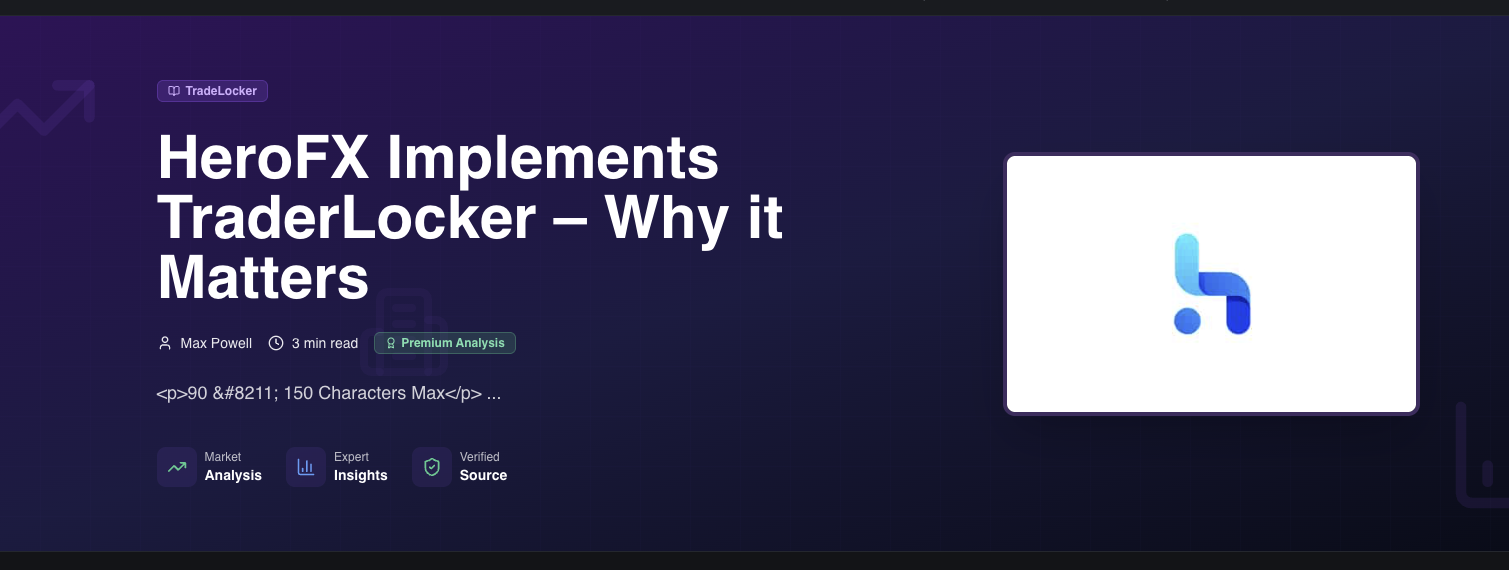 TradeLocker
HeroFX Implements
TraderLocker – Why it
Matters
Max Powell 3 min read Premium Analysis
<p>90 &#8211; 150 Characters Max</p> ...
Market
Analysis
Expert
Insights
Verified
Source